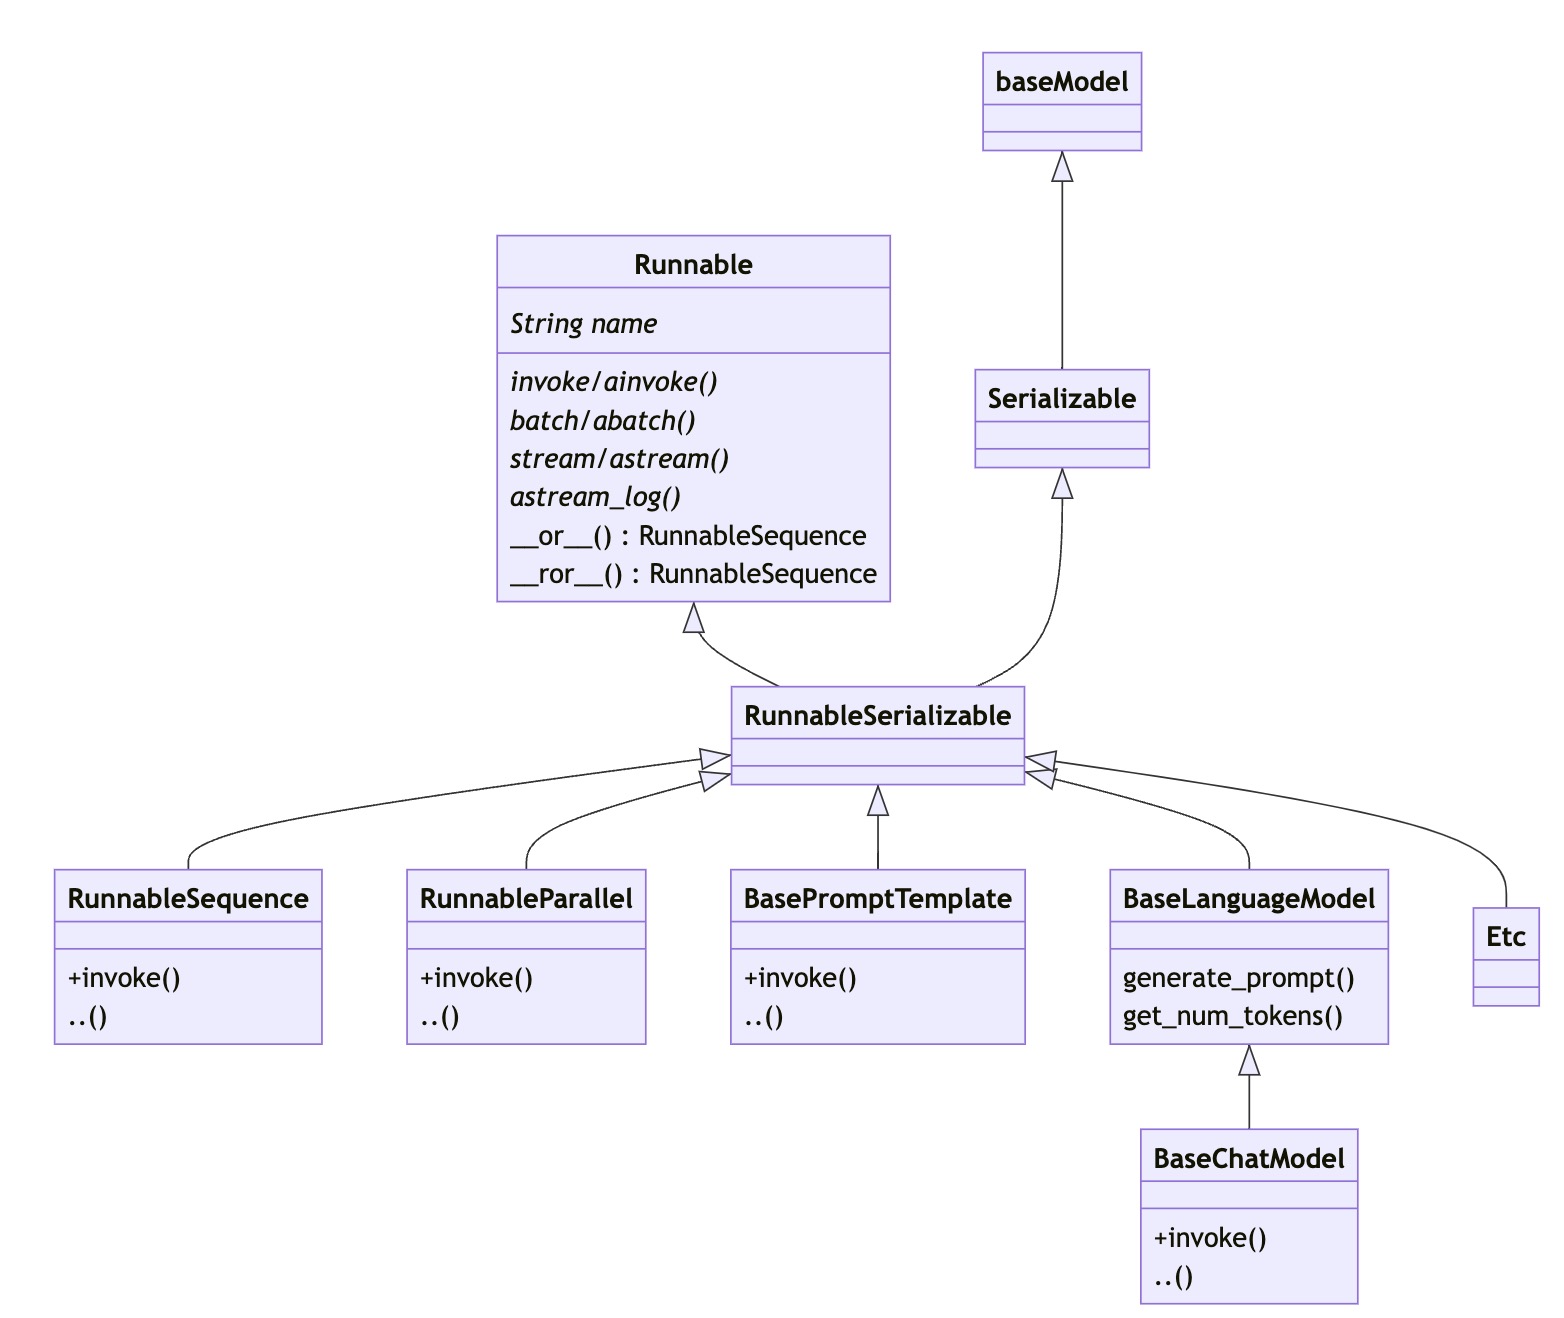 baseModel
Runnable
String name
invoke/ainvoke()
batch/abatch()
stream/astream()
astream_log()
__or__() : RunnableSequence
__ror__() : RunnableSequence
Serializable
RunnableSerializable
RunnableSequence
+invoke()
..()
RunnableParallel
+invoke()
..()
BasePromptTemplate
+invoke()
..()
BaseLanguageModel
generate_prompt()
get_num_tokens()
Etc
BaseChatModel
+invoke()
..()